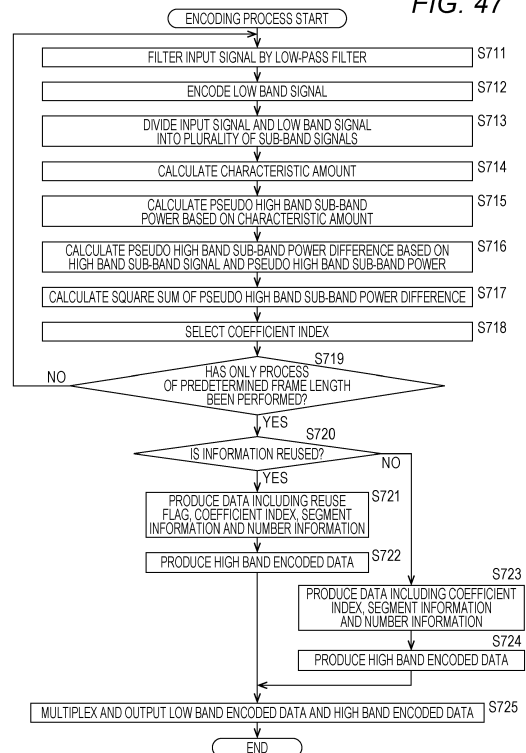 FIG. 47
ENCODING PROCESS START
FILTER INPUT SIGNAL BY LOW-PASS FILTER
S711
ENCODE LOW BAND SIGNAL
S712
DIVIDE INPUT SIGNAL AND LOW BAND SIGNAL
INTO PLURALITY OF SUB-BAND SIGNALS
S713
CALCULATE CHARACTERISTIC AMOUNT
S714
CALCULATE PSEUDO HIGH BAND SUB-BAND
POWER BASED ON CHARACTERISTIC AMOUNT
S715
CALCULATE PSEUDO HIGH BAND SUB-BAND POWER DIFFERENCE BASED ON
HIGH BAND SUB-BAND SIGNAL AND PSEUDO HIGH BAND SUB-BAND POWER
S716
CALCULATE SQUARE SUM OF PSEUDO HIGH BAND SUB-BAND POWER DIFFERENCE
S717
SELECT COEFFICIENT INDEX
S718
S719
HAS ONLY PROCESS
OF PREDETERMINED FRAME LENGTH
BEEN PERFORMED?
NO
YES
S720
IS INFORMATION REUSED?
NO
YES
PRODUCE DATA INCLUDING REUSE
FLAG, COEFFICIENT INDEX, SEGMENT
INFORMATION AND NUMBER INFORMATION
S721
PRODUCE HIGH BAND ENCODED DATA
S722
S723
PRODUCE DATA INCLUDING COEFFICIENT
INDEX, SEGMENT INFORMATION
AND NUMBER INFORMATION
S724
PRODUCE HIGH BAND ENCODED DATA
MULTIPLEX AND OUTPUT LOW BAND ENCODED DATA AND HIGH BAND ENCODED DATA
S725
END